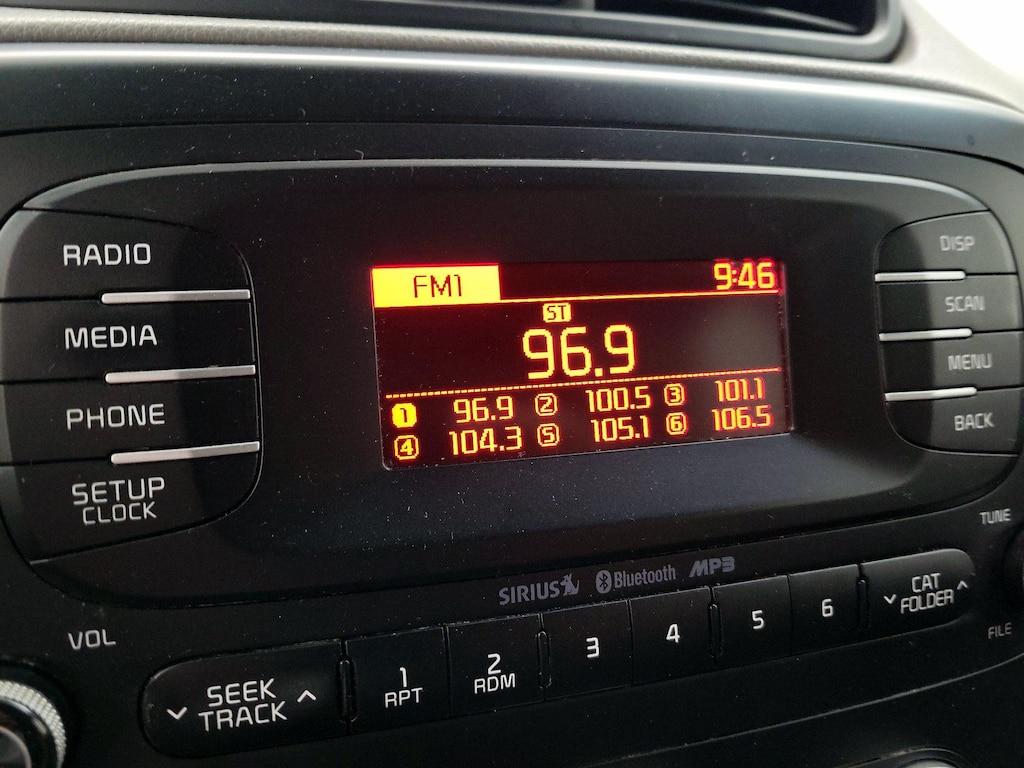 RADIO
MEDIA
PHONE
SETUP
CLOCK
FM1 9:46
ST
96.9
1 96.9 2 100.5 3 101.1
4 104.3 5 105.1 6 106.5
DISP
SCAN
MENU
BACK
TUNE
SIRIUS Bluetooth MP3
VOL
SEEK
TRACK
1
RPT
2
RDM
3
4
5
6
CAT
FOLDER
FILE